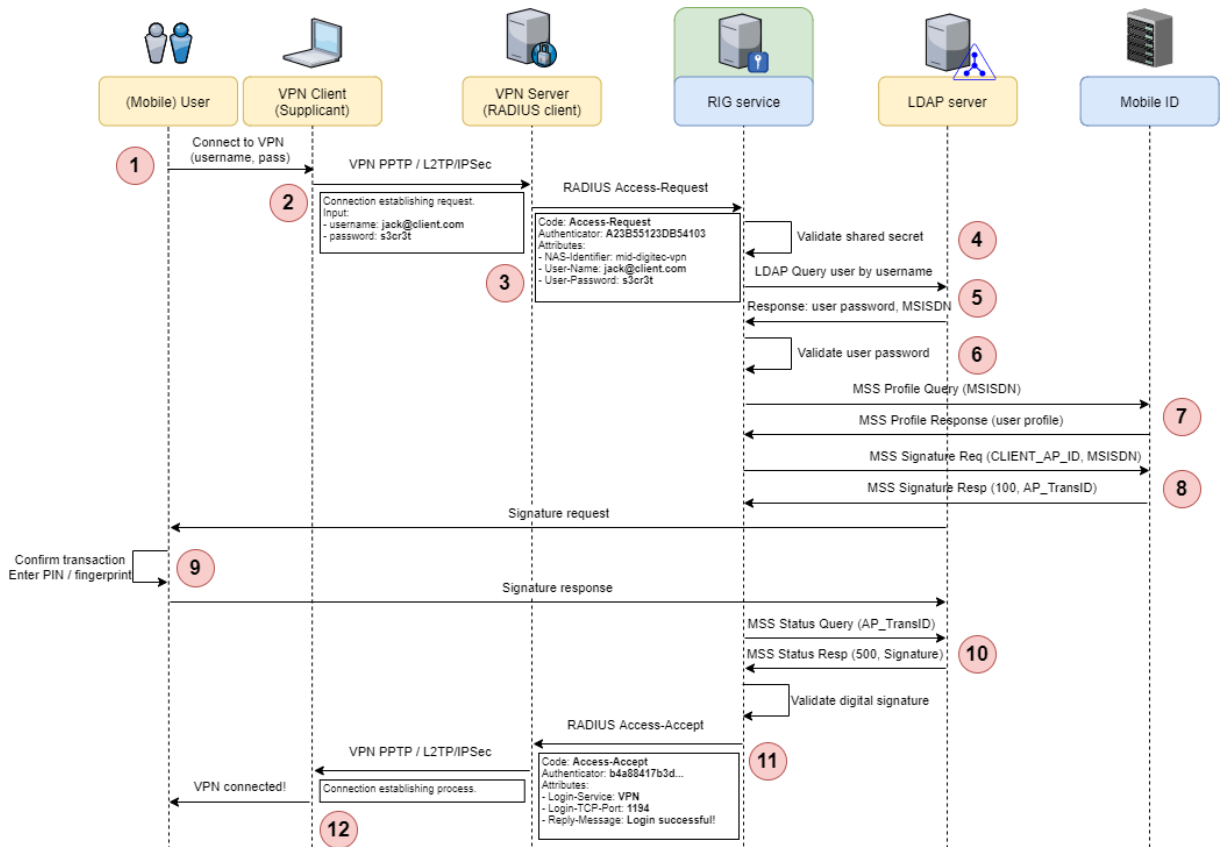 (Mobile) User
VPN Client
(Supplicant)
VPN Server
(RADIUS client)
RIG service
LDAP server
Mobile ID
1
Connect to VPN
(username, pass)
2
VPN PPTP / L2TP/IPSec
Connection establishing request.
Input:
- username: jack@client.com
- password: s3cr3t
3
RADIUS Access-Request
Code: Access-Request
Authenticator: A23B55123DB54103
Attributes:
- NAS-Identifier: mid-digitec-vpn
- User-Name: jack@client.com
- User-Password: s3cr3t
Validate shared secret
4
LDAP Query user by username
5
Response: user password, MSISDN
Validate user password
6
MSS Profile Query (MSISDN)
MSS Profile Response (user profile)
7
MSS Signature Req (CLIENT_AP_ID, MSISDN)
MSS Signature Resp (100, AP_TransID)
8
Signature request
Confirm transaction
Enter PIN / fingerprint
9
Signature response
MSS Status Query (AP_TransID)
MSS Status Resp (500, Signature)
10
Validate digital signature
RADIUS Access-Accept
11
Code: Access-Accept
Authenticator: b4a88417b3d...
Attributes:
- Login-Service: VPN
- Login-TCP-Port: 1194
- Reply-Message: Login successful!
VPN PPTP / L2TP/IPSec
Connection establishing process.
VPN connected!
12